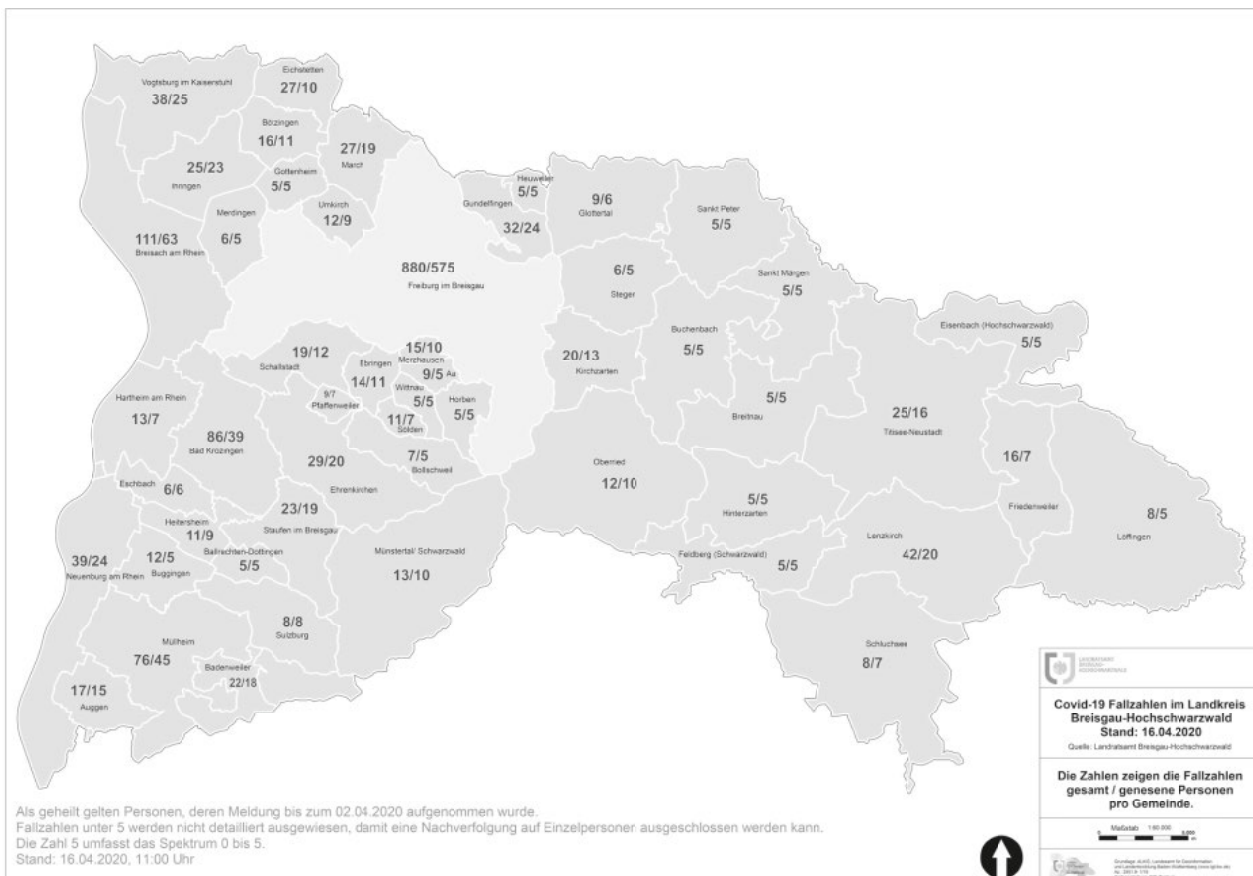 Vogtsburg im Kaiserstuhl
38/25
Eichstetten
27/10
Bötzingen
16/11
27/19
March
25/23
Ihringen
Gottenheim
5/5
Umkirch
12/9
Merdingen
6/5
111/63
Breisach am Rhein
Heuweiler
5/5
Gundelfingen
32/24
9/6
Glottertal
Sankt Peter
5/5
880/575
Freiburg im Breisgau
6/5
Steger
Sankt Märgen
5/5
Buchenbach
5/5
Eisenbach (Hochschwarzwald)
5/5
19/12
Schallstadt
15/10
Merzhausen
9/5 Au
Ebringen
14/11
Wittnau
5/5
Horben
5/5
9/7
Pfaffenweiler
11/7
Sölden
20/13
Kirchzarten
5/5
Breitnau
25/16
Titisee-Neustadt
Hartheim am Rhein
13/7
86/39
Bad Krozingen
7/5
Bollschweil
29/20
Ehrenkirchen
Oberried
12/10
16/7
Friedenweiler
Eschbach
6/6
23/19
Staufen im Breisgau
5/5
Hinterzarten
8/5
Löffingen
Heitersheim
11/9
39/24
Neuenburg am Rhein
12/5
Buggingen
Ballrechten-Dottingen
5/5
Münstertal/ Schwarzwald
13/10
Feldberg (Schwarzwald)
5/5
Lenzkirch
42/20
8/8
Sulzburg
Müllheim
76/45
Badenweiler
22/18
17/15
Auggen
Schluchsee
8/7
LANDRATSAMT
BREISGAU-
HOCHSCHWARZWALD
Covid-19 Fallzahlen im Landkreis
Breisgau-Hochschwarzwald
Stand: 16.04.2020
Quelle: Landratsamt Breisgau-Hochschwarzwald
Die Zahlen zeigen die Fallzahlen
gesamt / genesene Personen
pro Gemeinde.
Maßstab
Als geheilt gelten Personen, deren Meldung bis zum 02.04.2020 aufgenommen wurde.
Fallzahlen unter 5 werden nicht detailliert ausgewiesen, damit eine Nachverfolgung auf Einzelpersonen ausgeschlossen werden kann.
Die Zahl 5 umfasst das Spektrum 0 bis 5.
Stand: 16.04.2020, 11:00 Uhr